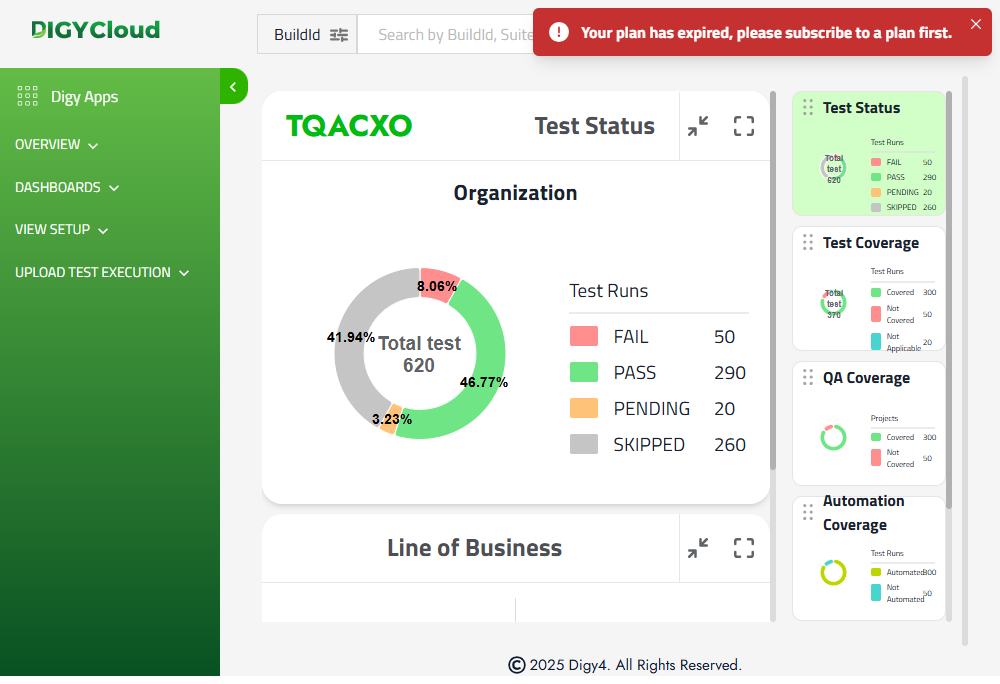 DIGYCloud
BuildId
Search by BuildId, Suite
Your plan has expired, please subscribe to a plan first.
Digy Apps
OVERVIEW
DASHBOARDS
VIEW SETUP
UPLOAD TEST EXECUTION
TQACXO
Test Status
Organization
8.06%
41.94%
46.77%
3.23%
Total test
620
Test Runs
FAIL 50
PASS 290
PENDING 20
SKIPPED 260
Line of Business
Test Status
Total
test
620
Test Runs
FAIL 50
PASS 290
PENDING 20
SKIPPED 260
Test Coverage
Total
test
370
Test Runs
Covered 300
Not
Covered 50
Not
Applicable 20
QA Coverage
Projects
Covered 300
Not
Covered 50
Automation
Coverage
Test Runs
Automated 300
Not
Automated 50
© 2025 Digy4. All Rights Reserved.